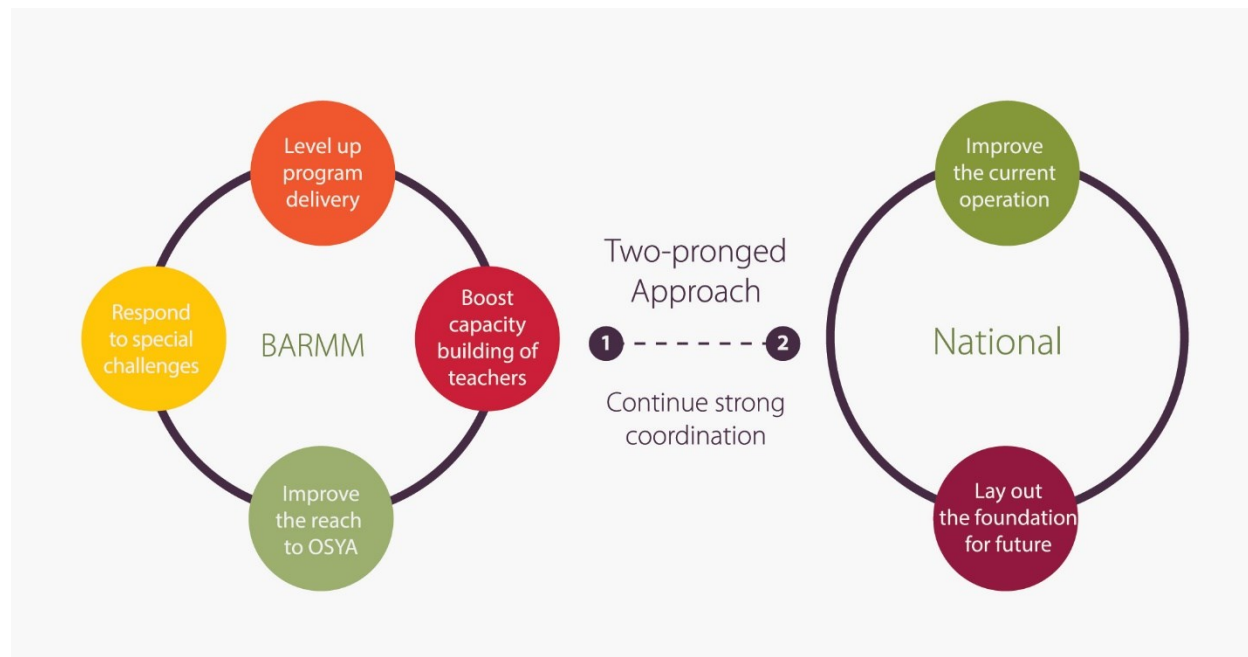 Level up
program
delivery
Respond
to special
challenges
BARMM
Boost
capacity
building of
teachers
Improve
the reach
to OSYA
Two-pronged
Approach
1
2
Continue strong
coordination
Improve
the current
operation
National
Lay out
the foundation
for future